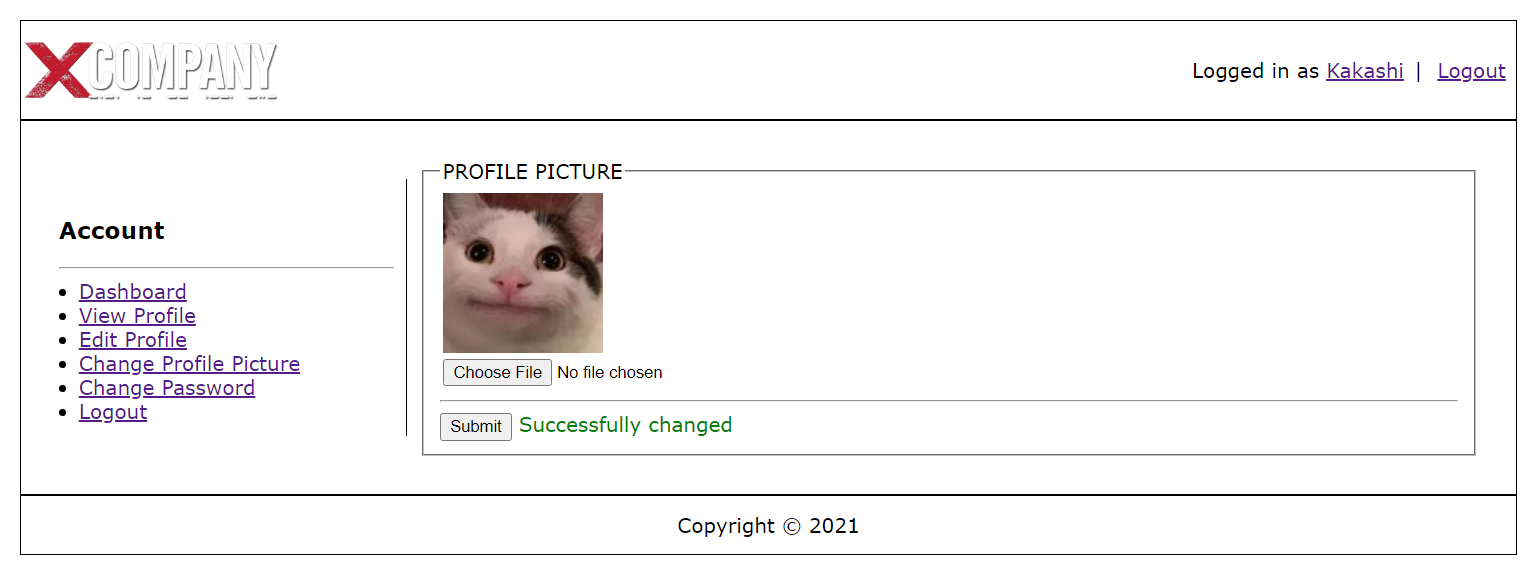 XCOMPANY
Logged in as Kakashi | Logout
Account
Dashboard
View Profile
Edit Profile
Change Profile Picture
Change Password
Logout
PROFILE PICTURE
Choose File No file chosen
Submit Successfully changed
Copyright © 2021